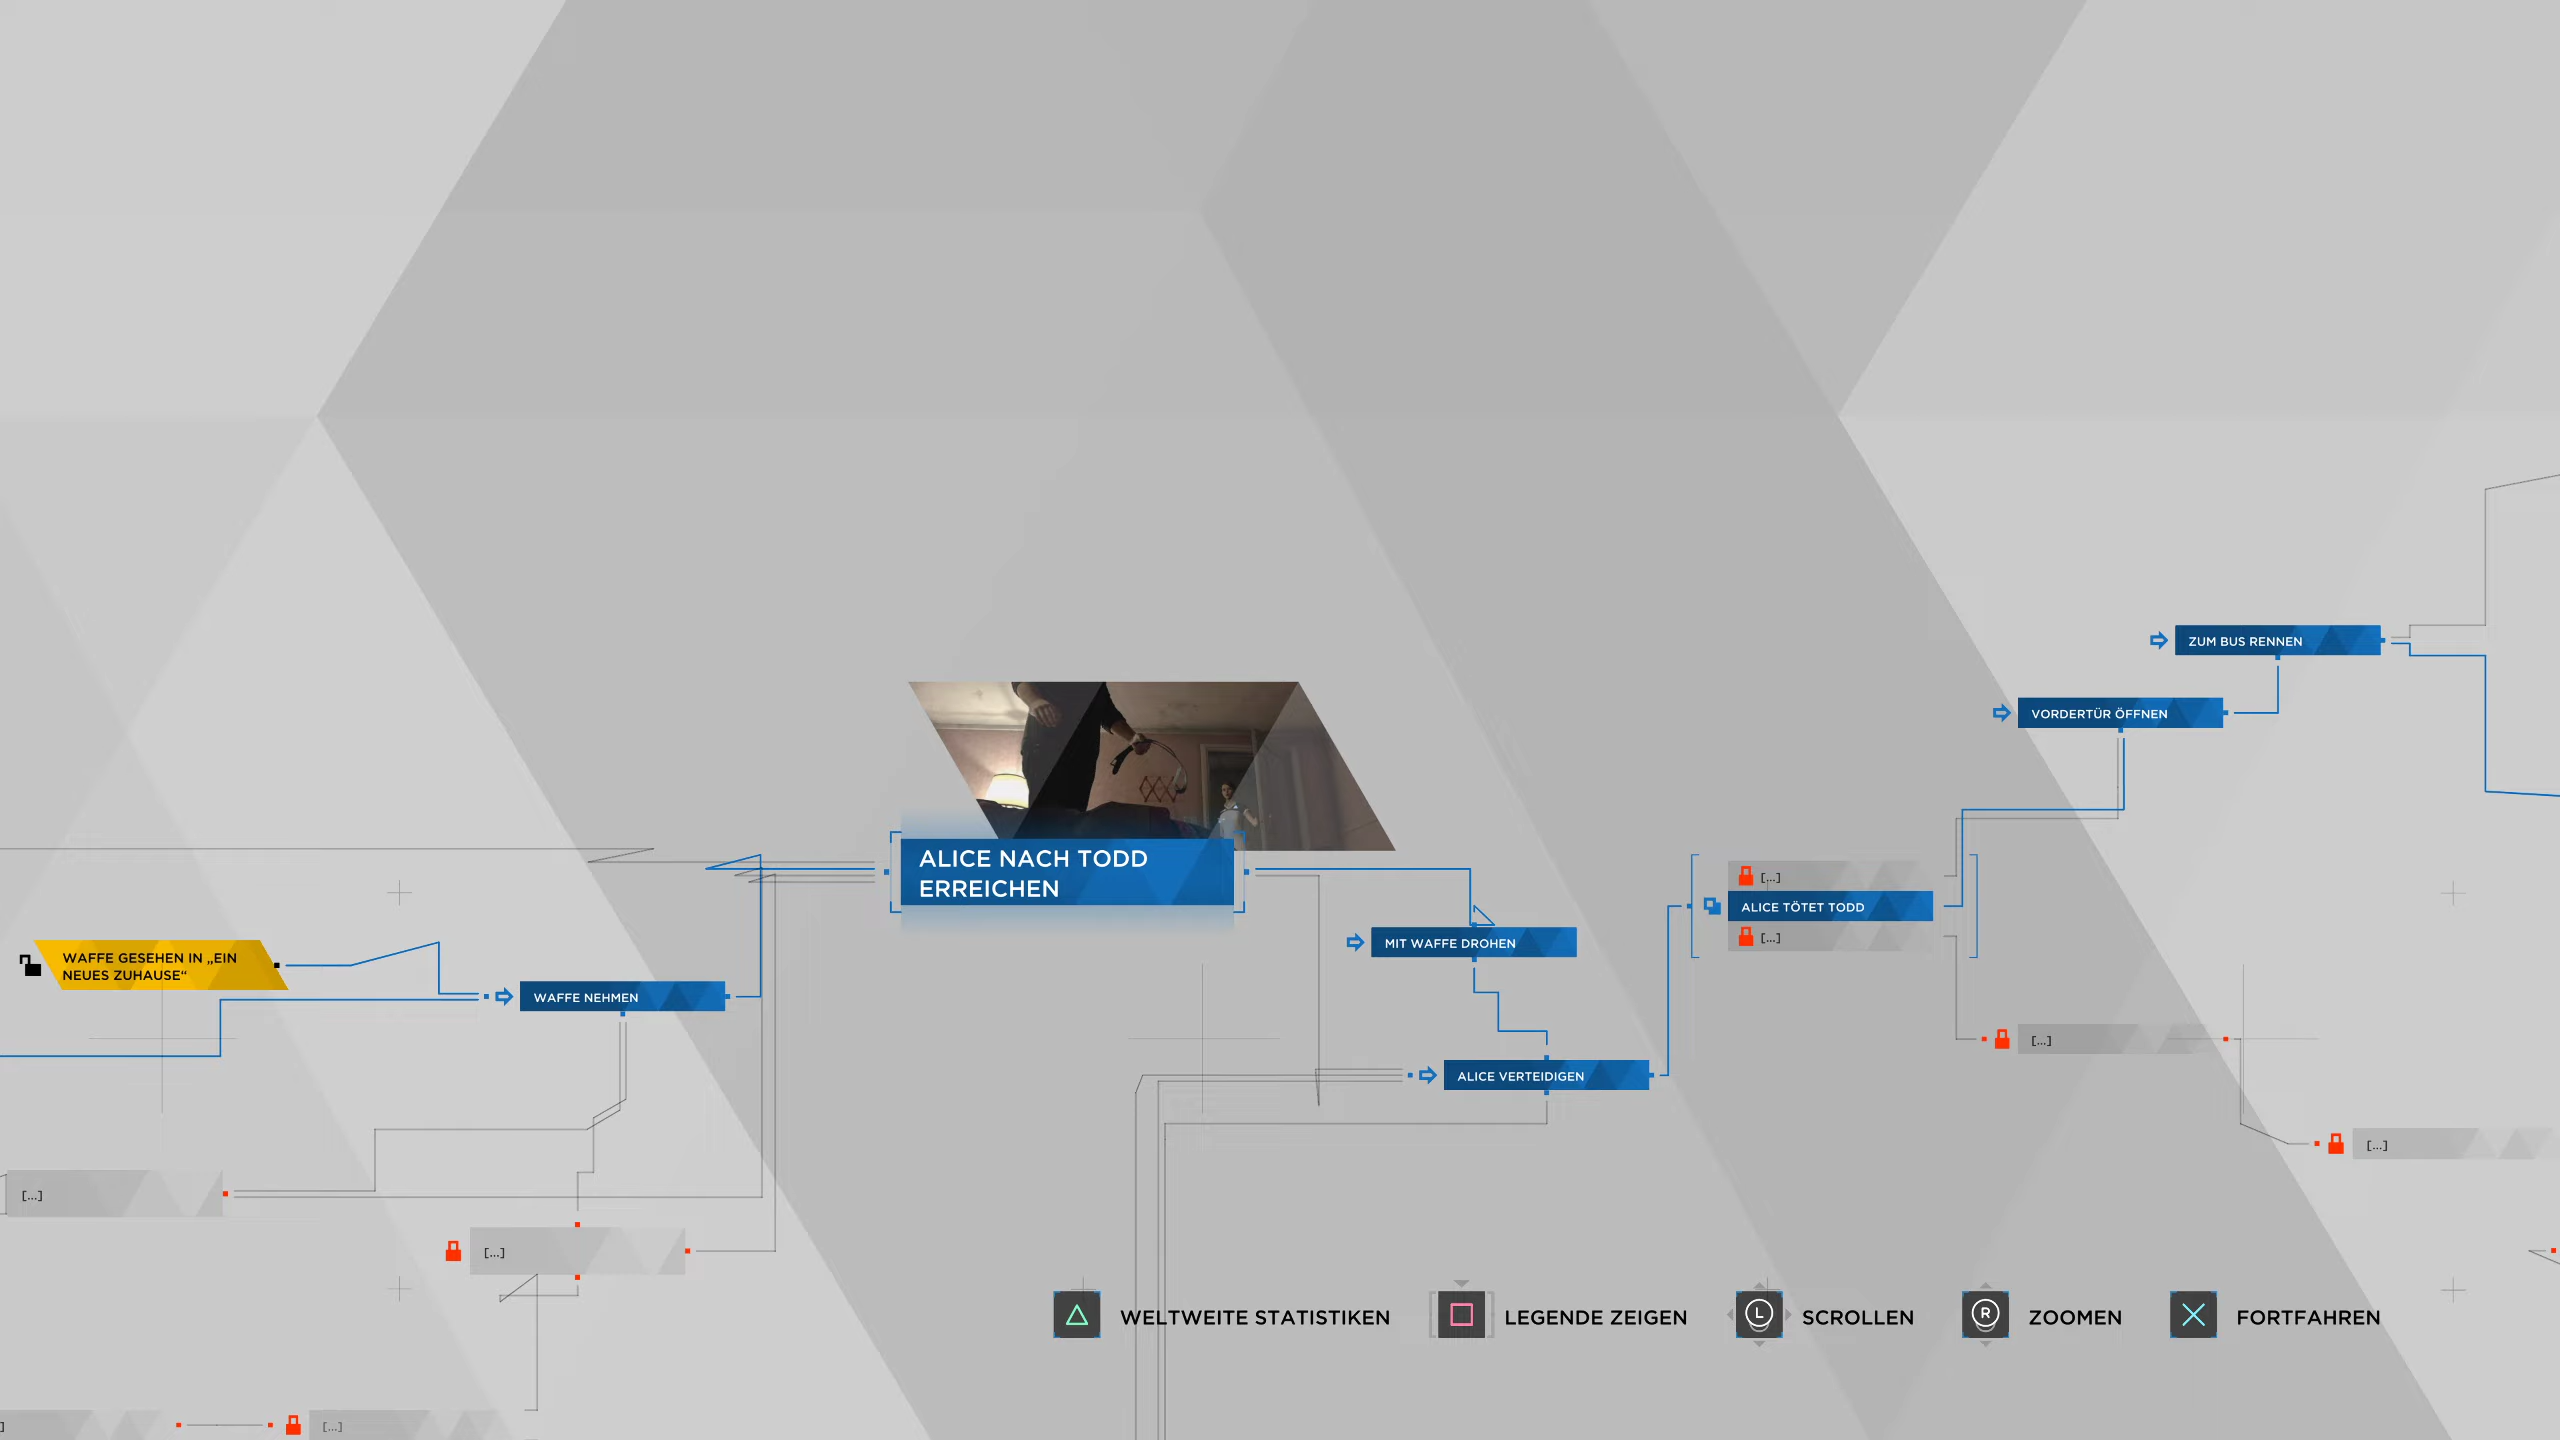 ZUM BUS RENNEN
VORDERTÜR ÖFFNEN
ALICE NACH TODD
ERREICHEN
[...]
ALICE TÖTET TODD
[...]
MIT WAFFE DROHEN
WAFFE GESEHEN IN „EIN
NEUES ZUHAUSE“
WAFFE NEHMEN
[...]
ALICE VERTEIDIGEN
[...]
[...]
[...]
WELTWEITE STATISTIKEN
LEGENDE ZEIGEN
L
SCROLLEN
R
ZOOMEN
FORTFAHREN
]
[...]